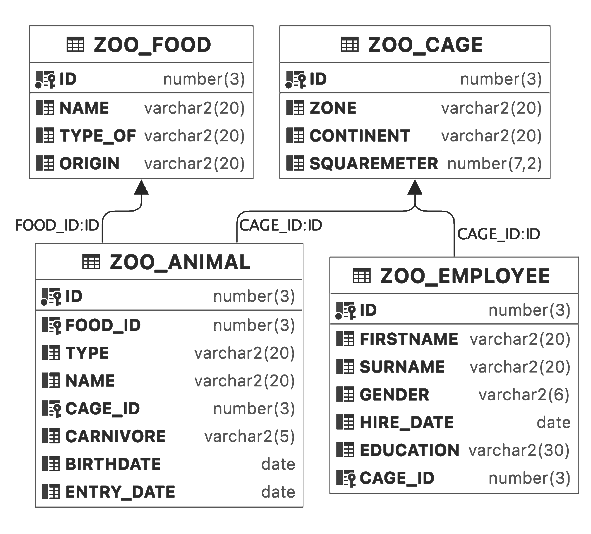 ZOO_FOOD
ID number(3)
NAME varchar2(20)
TYPE_OF varchar2(20)
ORIGIN varchar2(20)
ZOO_CAGE
ID number(3)
ZONE varchar2(20)
CONTINENT varchar2(20)
SQUAREMETER number(7,2)
FOOD_ID:ID
CAGE_ID:ID
CAGE_ID:ID
ZOO_ANIMAL
ID number(3)
FOOD_ID number(3)
TYPE varchar2(20)
NAME varchar2(20)
CAGE_ID number(3)
CARNIVORE varchar2(5)
BIRTHDATE date
ENTRY_DATE date
ZOO_EMPLOYEE
ID number(3)
FIRSTNAME varchar2(20)
SURNAME varchar2(20)
GENDER varchar2(6)
HIRE_DATE date
EDUCATION varchar2(30)
CAGE_ID number(3)